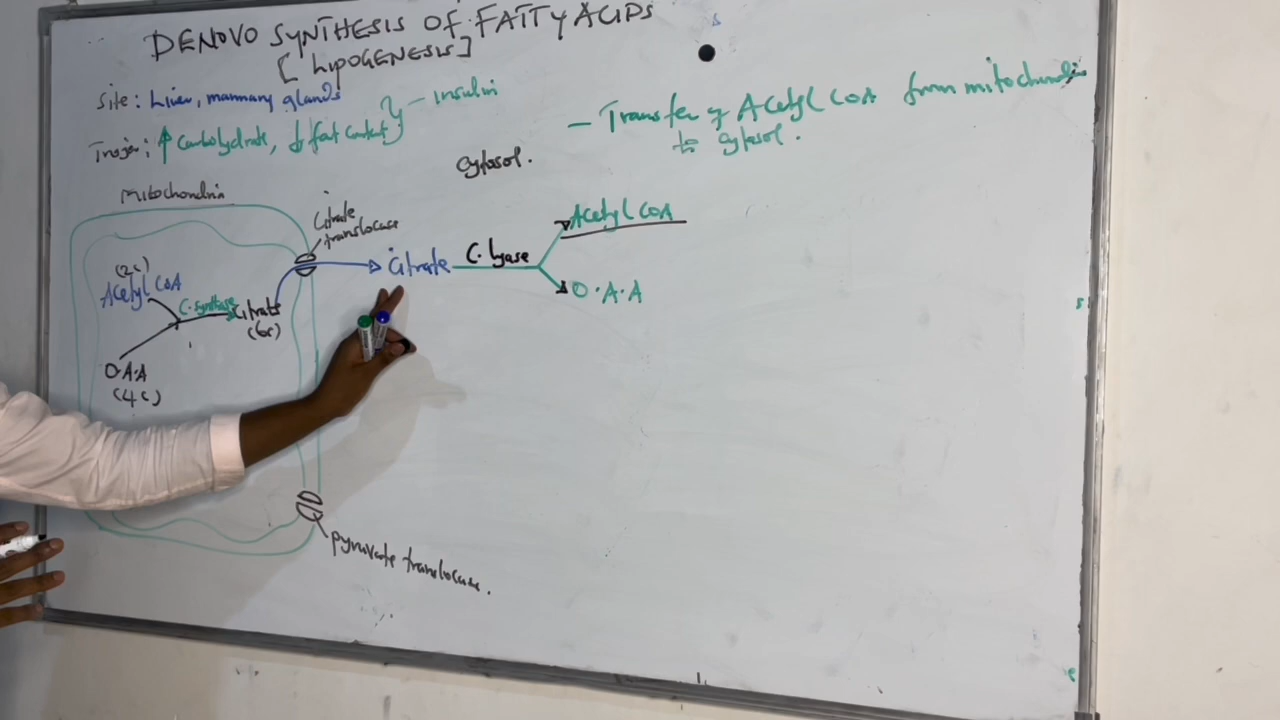 DENOVO SYNTHESIS OF FATTY ACIDS
[ LIPOGENESIS ]
Site: Liver, mammary glands
↑ Carbohydrate, ↓ fat content } - insulin
- Transfer of Acetyl COA from mitochondria
to cytosol.
Cytosol.
Mitochondria
Citrate
translocase
Acetyl COA
Citrate
C. lyase
(2C)
Acetyl COA
C. synthase
Citrate
(6C)
O.A.A
O.A.A
(4C)
pyruvate translocase.